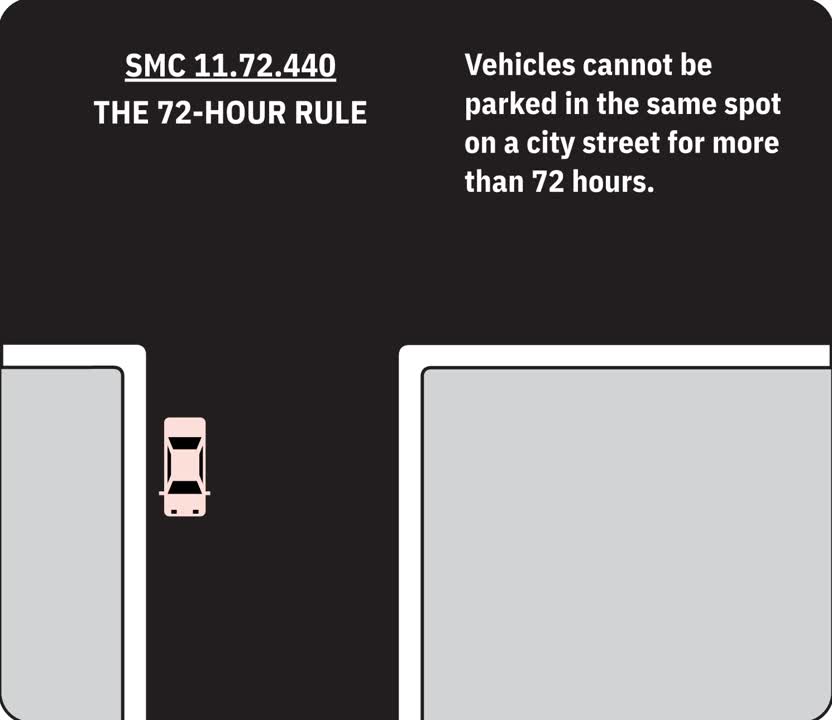 SMC 11.72.440
THE 72-HOUR RULE
Vehicles cannot be
parked in the same spot
on a city street for more
than 72 hours.